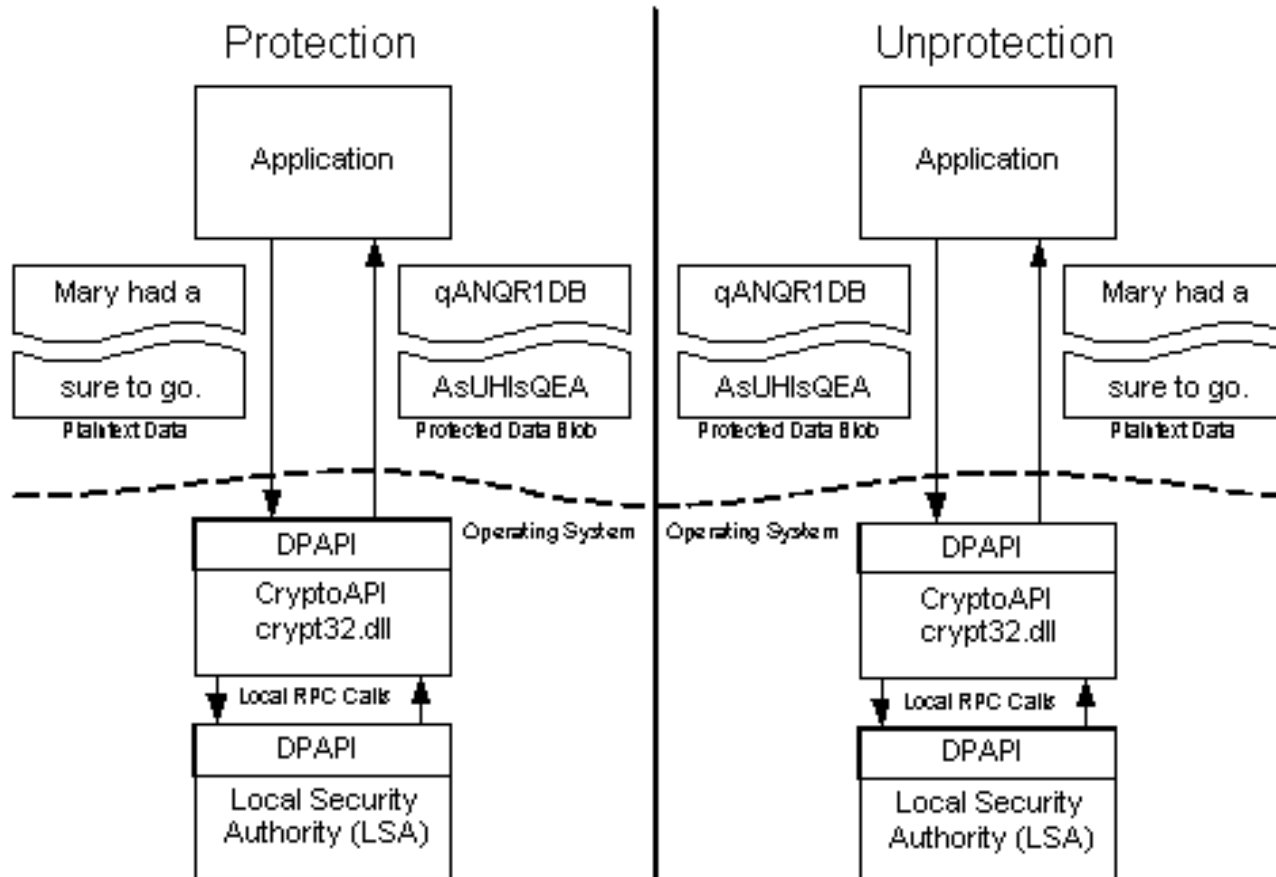 Protection
Application
Mary had a
sure to go.
Plaintext Data
qANQR1DB
AsUHIsQEA
Protected Data Blob
Operating System
DPAPI
CryptoAPI
crypt32.dll
Local RPC Calls
DPAPI
Local Security
Authority (LSA)
Unprotection
Application
qANQR1DB
AsUHIsQEA
Protected Data Blob
Mary had a
sure to go.
Plaintext Data
Operating System
DPAPI
CryptoAPI
crypt32.dll
Local RPC Calls
DPAPI
Local Security
Authority (LSA)